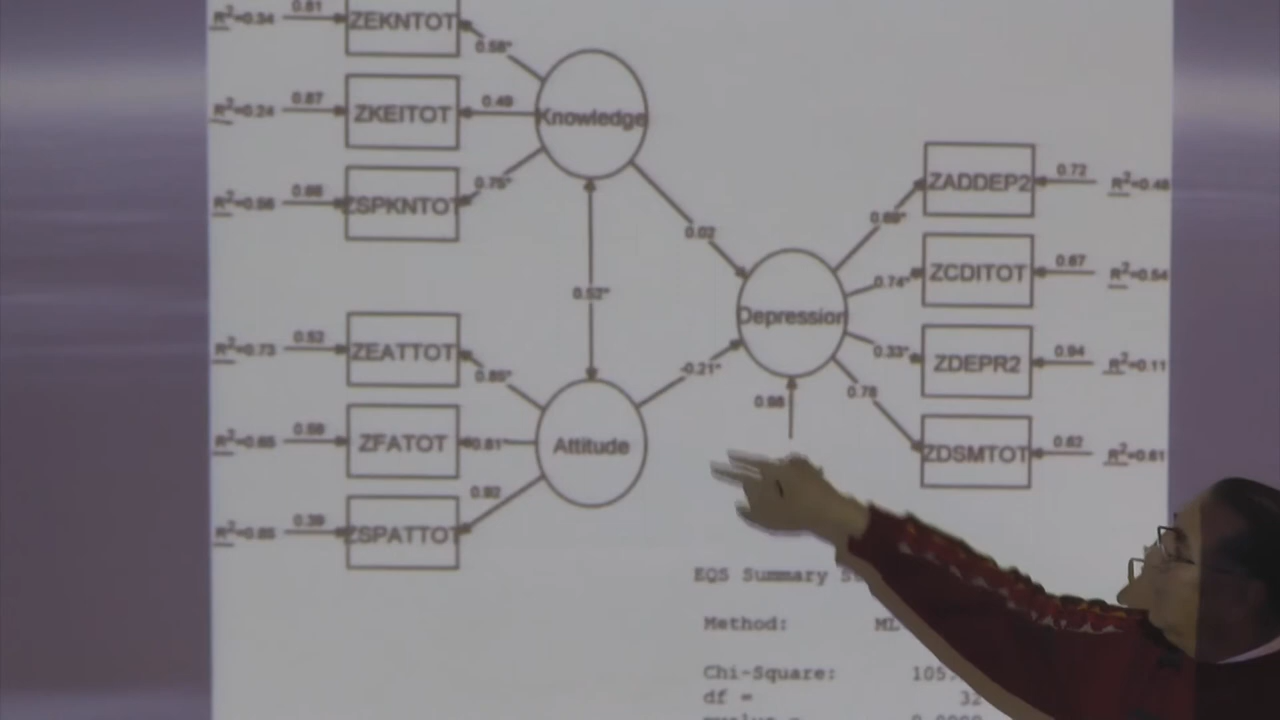 R²=0.34 0.81 ZEKNTOT
0.58*
R²=0.24 0.87 ZKEITOT 0.49 Knowledge
R²=0.56 0.66 ZSPKNTOT 0.75*
0.02
0.52*
R²=0.73 0.52 ZEATTOT 0.85*
R²=0.65 0.59 ZFATOT 0.81* Attitude
R²=0.85 0.39 ZSPATTOT 0.92
-0.21*
Depression
0.98
0.69* ZADDEP2 0.72 R²=0.48
0.74* ZCDITOT 0.67 R²=0.54
0.33* ZDEPR2 0.94 R²=0.11
0.78 ZDSMTOT 0.62 R²=0.61
EQS Summary
Method: ML
Chi-Square: 105.
df = 32